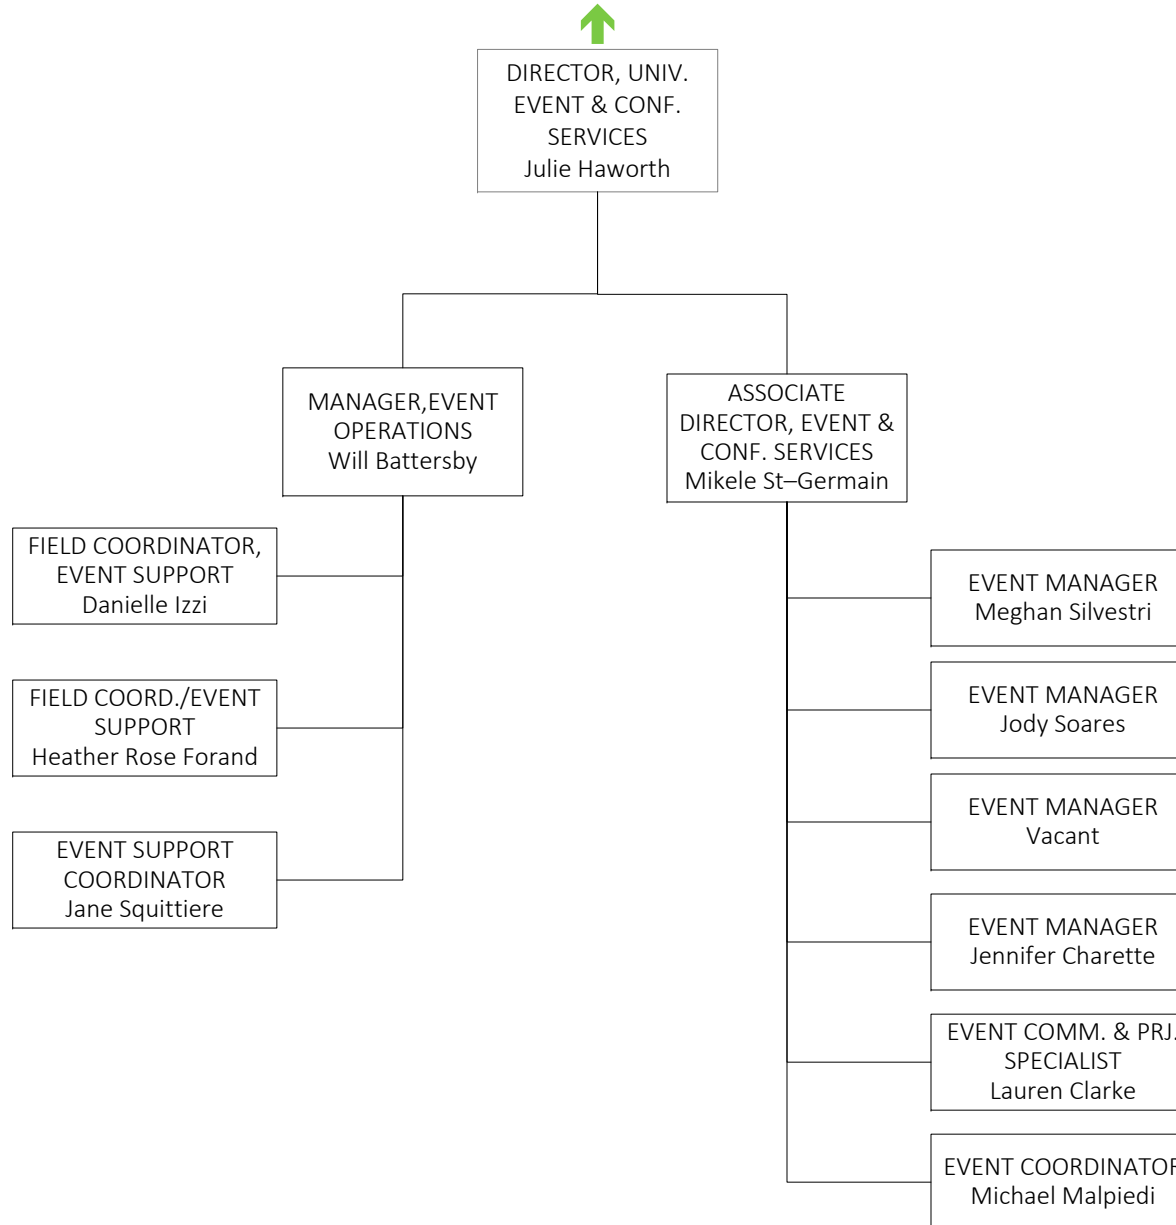 DIRECTOR, UNIV.
EVENT & CONF.
SERVICES
Julie Haworth
MANAGER,EVENT
OPERATIONS
Will Battersby
ASSOCIATE
DIRECTOR, EVENT &
CONF. SERVICES
Mikele St–Germain
FIELD COORDINATOR,
EVENT SUPPORT
Danielle Izzi
FIELD COORD./EVENT
SUPPORT
Heather Rose Forand
EVENT SUPPORT
COORDINATOR
Jane Squittiere
EVENT MANAGER
Meghan Silvestri
EVENT MANAGER
Jody Soares
EVENT MANAGER
Vacant
EVENT MANAGER
Jennifer Charette
EVENT COMM. & PRJ.
SPECIALIST
Lauren Clarke
EVENT COORDINATOR
Michael Malpiedi